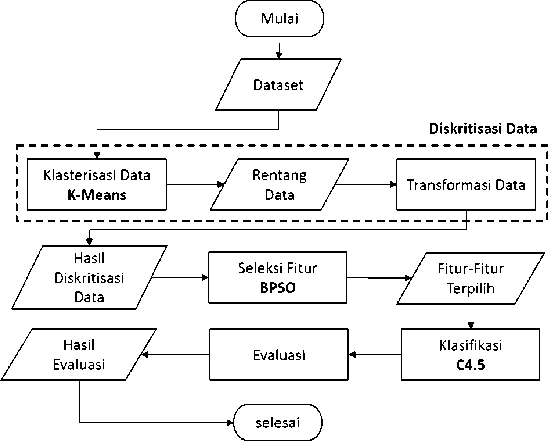 Mulai
Dataset
Diskritisasi Data
Klasterisasi Data
K-Means
Rentang
Data
Transformasi Data
Hasil
Diskritisasi
Data
Seleksi Fitur
BPSO
Fitur-Fitur
Terpilih
Klasifikasi
C4.5
Evaluasi
Hasil
Evaluasi
selesai